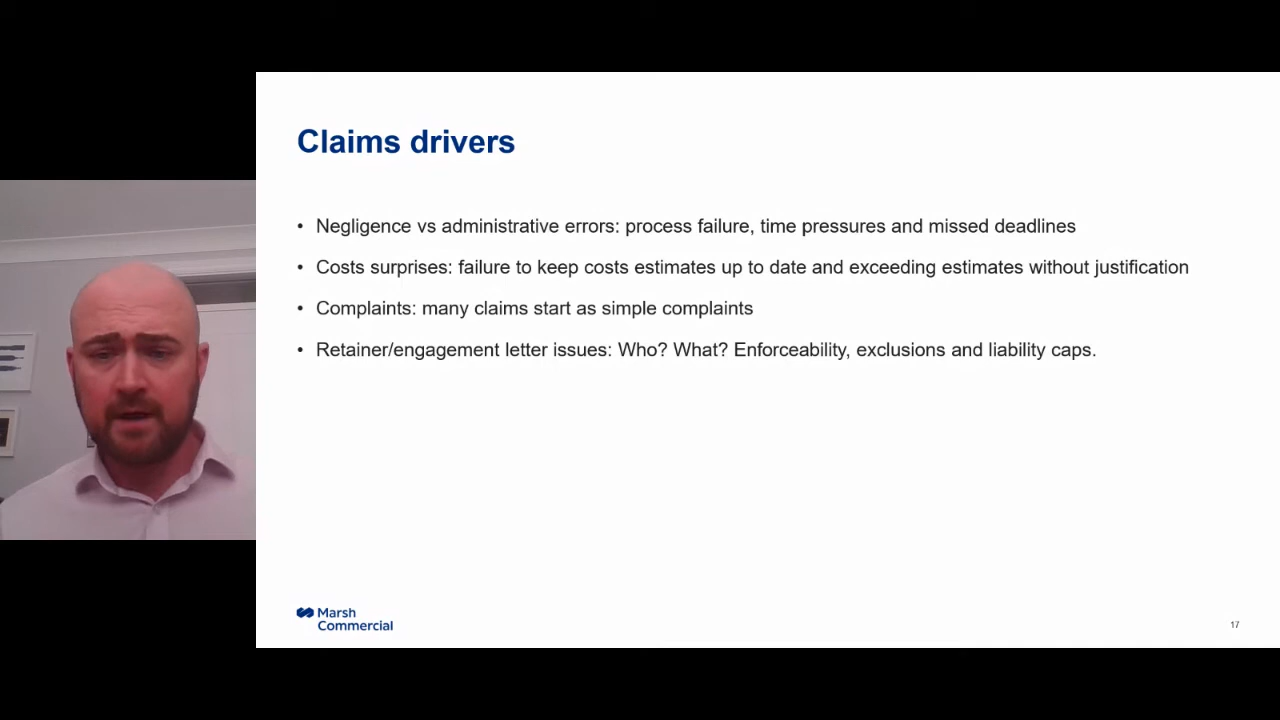 Claims drivers
• Negligence vs administrative errors: process failure, time pressures and missed deadlines
• Costs surprises: failure to keep costs estimates up to date and exceeding estimates without justification
• Complaints: many claims start as simple complaints
• Retainer/engagement letter issues: Who? What? Enforceability, exclusions and liability caps.
Marsh
Commercial
17